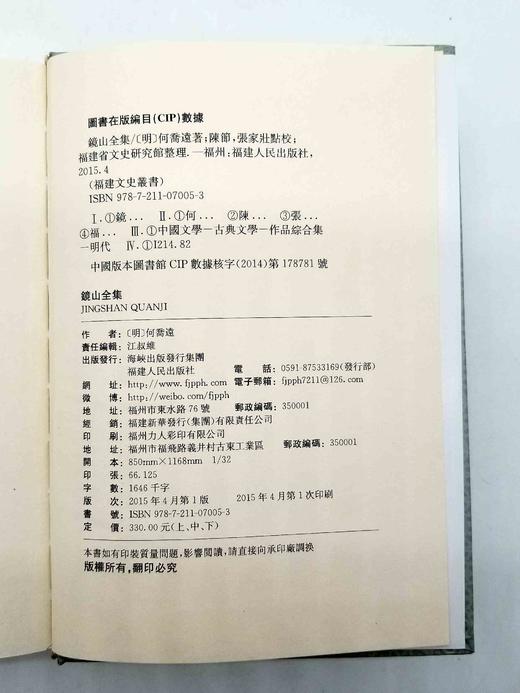 圖書在版編目(CIP)數據
鏡山全集/〔明〕何喬遠著;陳節,張家壯點校;
福建省文史研究館整理.—福州:福建人民出版社,
2015.4
(福建文史叢書)
ISBN 978-7-211-07005-3
Ⅰ.①鏡… Ⅱ.①何… ②陳… ③張…
④福… Ⅲ.①中國文學－古典文學－作品綜合集
—明代 Ⅳ.①I214.82
中國版本圖書館CIP數據核字(2014)第178781號
鏡山全集
JINGSHAN QUANJI
作 者:〔明〕何喬遠
責任編輯:江叔維
出版發行:海峽出版發行集團
福建人民出版社 電 話:0591-87533169(發行部)
網 址:http://www.fjpph.com 電子郵箱:fjpph7211@126.com
微 博:http://weibo.com/fjpph
地 址:福州市東水路76號 郵政編碼:350001
經 銷:福建新華發行(集團)有限責任公司
印 刷:福州力人彩印有限公司
地 址:福州市福飛路義井村古東工業區 郵政編碼:350001
開 本:850mm×1168mm 1/32
印 張:66.125
字 數:1646千字
版 次:2015年4月第1版 2015年4月第1次印刷
書 號:ISBN 978-7-211-07005-3
定 價:330.00元(上、中、下)
本書如有印裝質量問題,影響閱讀,請直接向承印廠調換
版權所有,翻印必究